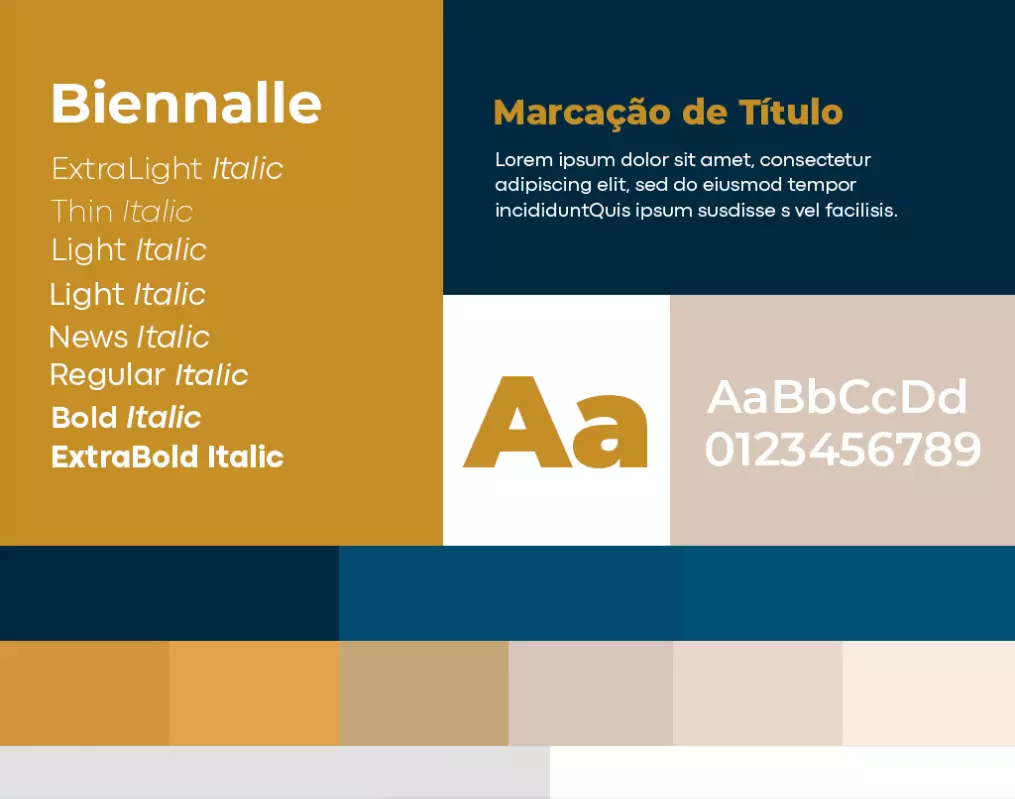 Biennalle
ExtraLight Italic
Thin Italic
Light Italic
Light Italic
News Italic
Regular Italic
Bold Italic
ExtraBold Italic
Marcação de Título
Lorem ipsum dolor sit amet, consectetur
adipiscing elit, sed do eiusmod tempor
incididuntQuis ipsum susdisse s vel facilisis.
Aa
AaBbCcDd
0123456789